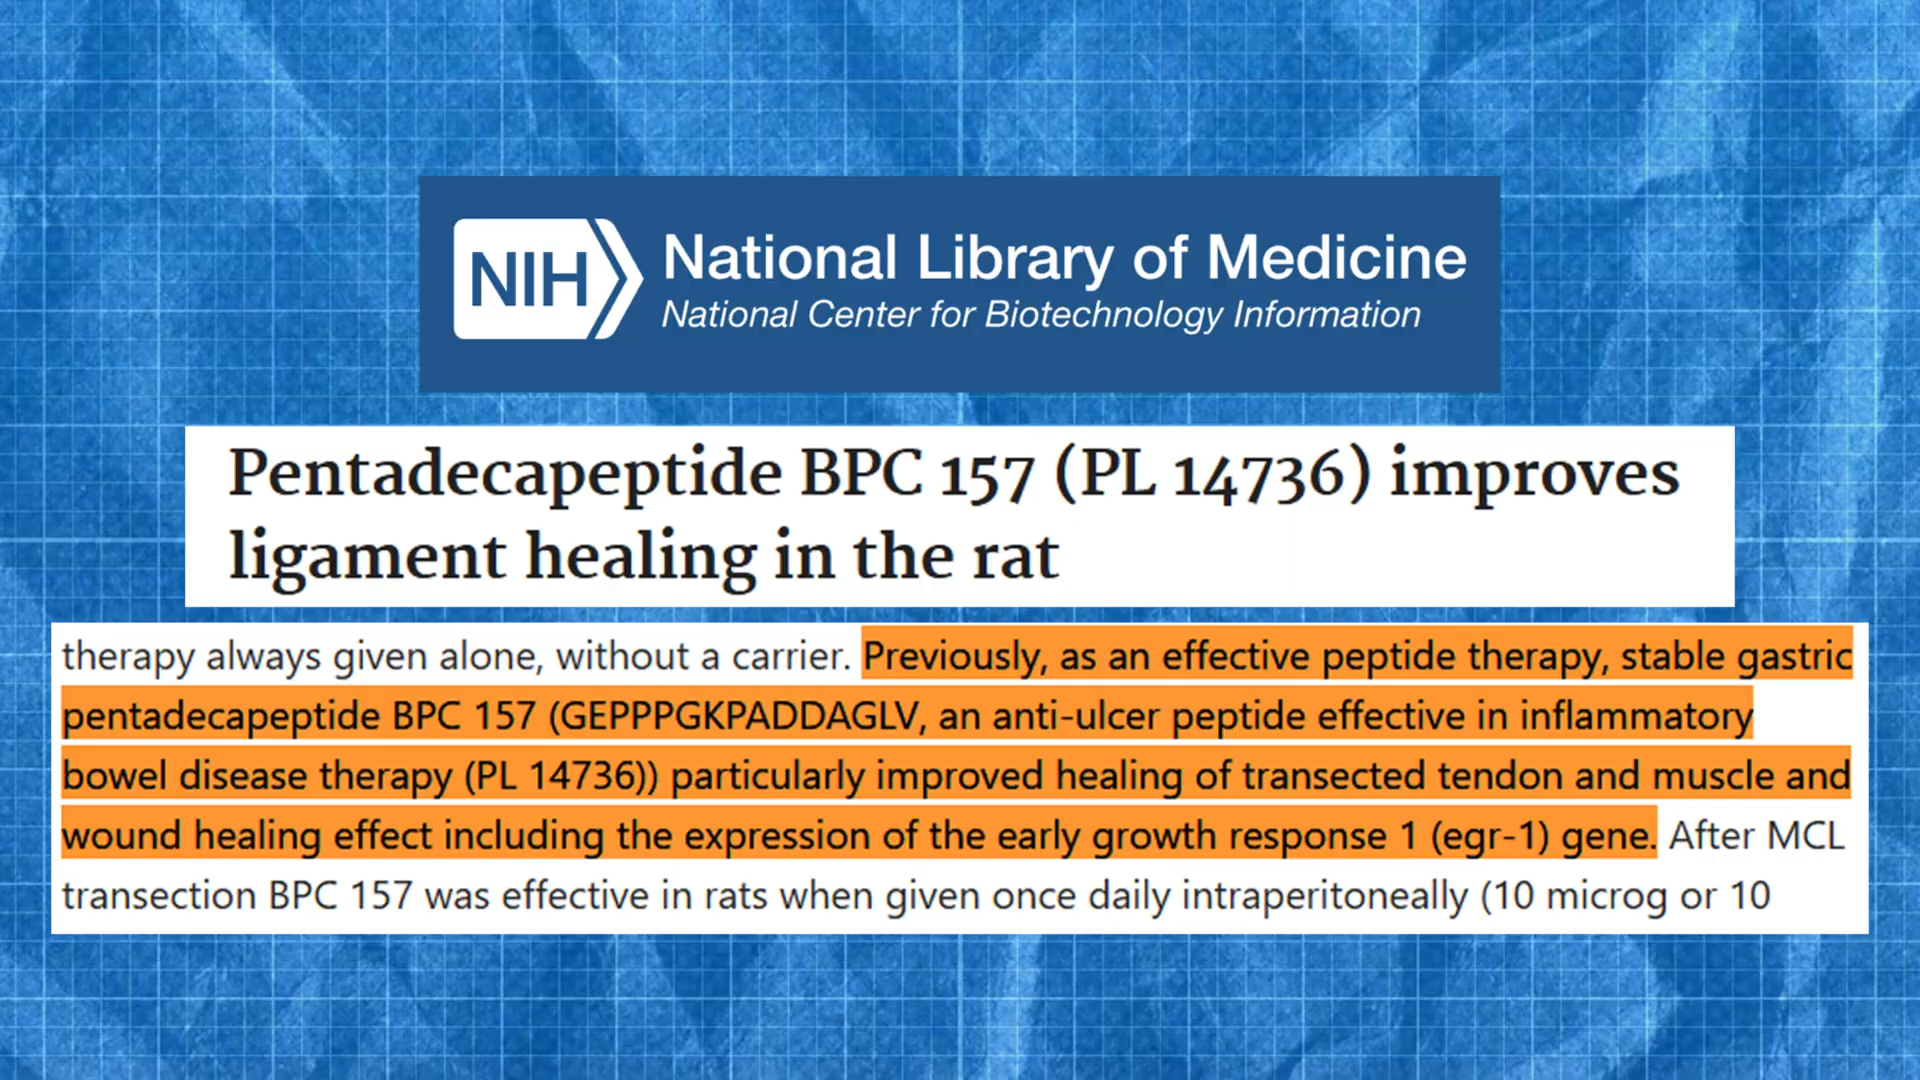 NIH
National Library of Medicine
National Center for Biotechnology Information
Pentadecapeptide BPC 157 (PL 14736) improves
ligament healing in the rat
therapy always given alone, without a carrier. Previously, as an effective peptide therapy, stable gastric
pentadecapeptide BPC 157 (GEPPPGKPADDAGLV, an anti-ulcer peptide effective in inflammatory
bowel disease therapy (PL 14736)) particularly improved healing of transected tendon and muscle and
wound healing effect including the expression of the early growth response 1 (egr-1) gene. After MCL
transection BPC 157 was effective in rats when given once daily intraperitoneally (10 microg or 10